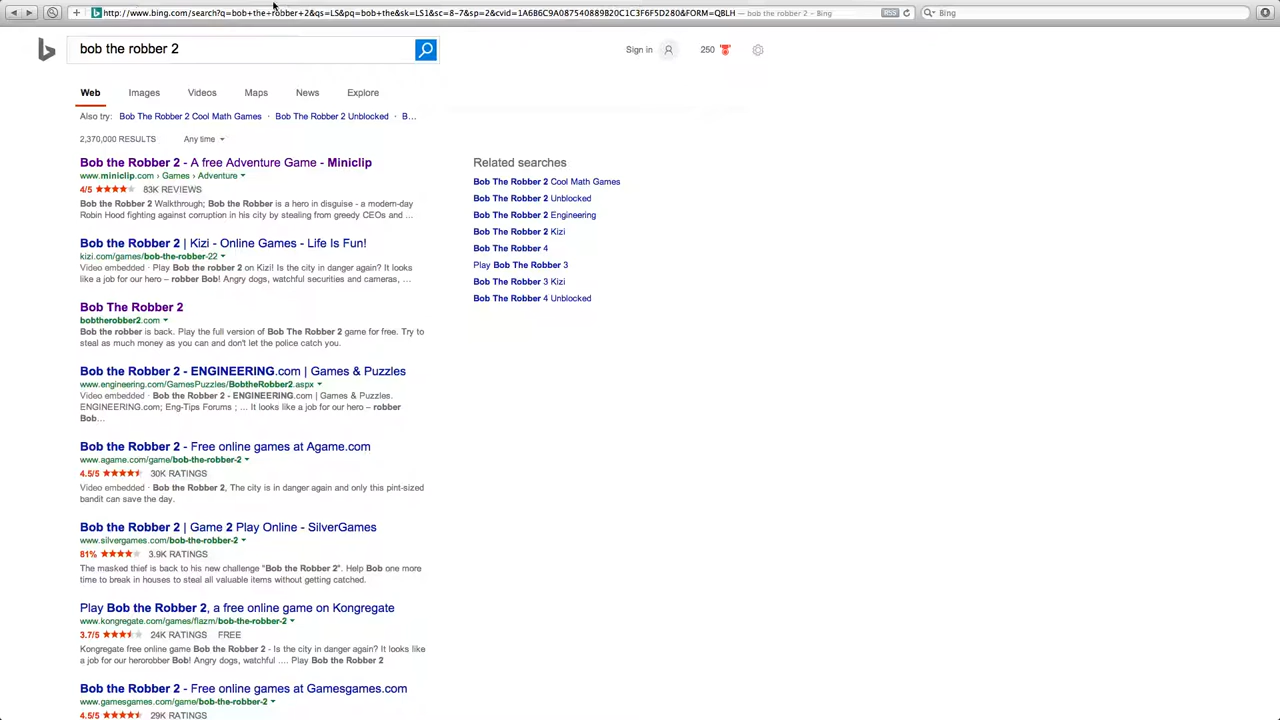 http://www.bing.com/search?q=bob+the+robber+2&qs=LS&pq=bob+the&sk=LS1&sc=8-7&sp=2&cvid=1A6B6C9A087540889B20C1C3F6F5D280&FORM=QBLH — bob the robber 2 - Bing RSS Bing
bob the robber 2
Sign in 250
Web Images Videos Maps News Explore
Also try: Bob The Robber 2 Cool Math Games · Bob The Robber 2 Unblocked · B…
2,370,000 RESULTS Any time
Bob the Robber 2 - A free Adventure Game - Miniclip
www.miniclip.com › Games › Adventure
4/5 83K REVIEWS
Bob the Robber 2 Walkthrough; Bob the Robber is a hero in disguise - a modern-day
Robin Hood fighting against corruption in his city by stealing from greedy CEOs and ...
Bob the Robber 2 | Kizi - Online Games - Life Is Fun!
kizi.com/games/bob-the-robber-22
Video embedded · Play Bob the robber 2 on Kizi! Is the city in danger again? It looks
like a job for our hero – robber Bob! Angry dogs, watchful securities and cameras, ...
Bob The Robber 2
bobtherobber2.com
Bob the robber is back. Play the full version of Bob The Robber 2 game for free. Try to
steal as much money as you can and don't let the police catch you.
Bob the Robber 2 - ENGINEERING.com | Games & Puzzles
www.engineering.com/GamesPuzzles/BobtheRobber2.aspx
Video embedded · Bob the Robber 2 - ENGINEERING.com | Games & Puzzles.
ENGINEERING.com; Eng-Tips Forums ; ... It looks like a job for our hero – robber
Bob...
Bob the Robber 2 - Free online games at Agame.com
www.agame.com/game/bob-the-robber-2
4.5/5 30K RATINGS
Video embedded · Bob the Robber 2, The city is in danger again and only this pint-sized
bandit can save the day.
Bob the Robber 2 | Game 2 Play Online - SilverGames
www.silvergames.com/bob-the-robber-2
81% 3.9K RATINGS
The masked thief is back to his new challenge "Bob the Robber 2". Help Bob one more
time to break in houses to steal all valuable items without getting catched.
Play Bob the Robber 2, a free online game on Kongregate
www.kongregate.com/games/flazm/bob-the-robber-2
3.7/5 24K RATINGS FREE
Kongregate free online game Bob the Robber 2 - Is the city in danger again? It looks like
a job for our herorobber Bob! Angry dogs, watchful .... Play Bob the Robber 2
Bob the Robber 2 - Free online games at Gamesgames.com
www.gamesgames.com/game/bob-the-robber-2
4.5/5 29K RATINGS
Related searches
Bob The Robber 2 Cool Math Games
Bob The Robber 2 Unblocked
Bob The Robber 2 Engineering
Bob The Robber 2 Kizi
Bob The Robber 4
Play Bob The Robber 3
Bob The Robber 3 Kizi
Bob The Robber 4 Unblocked